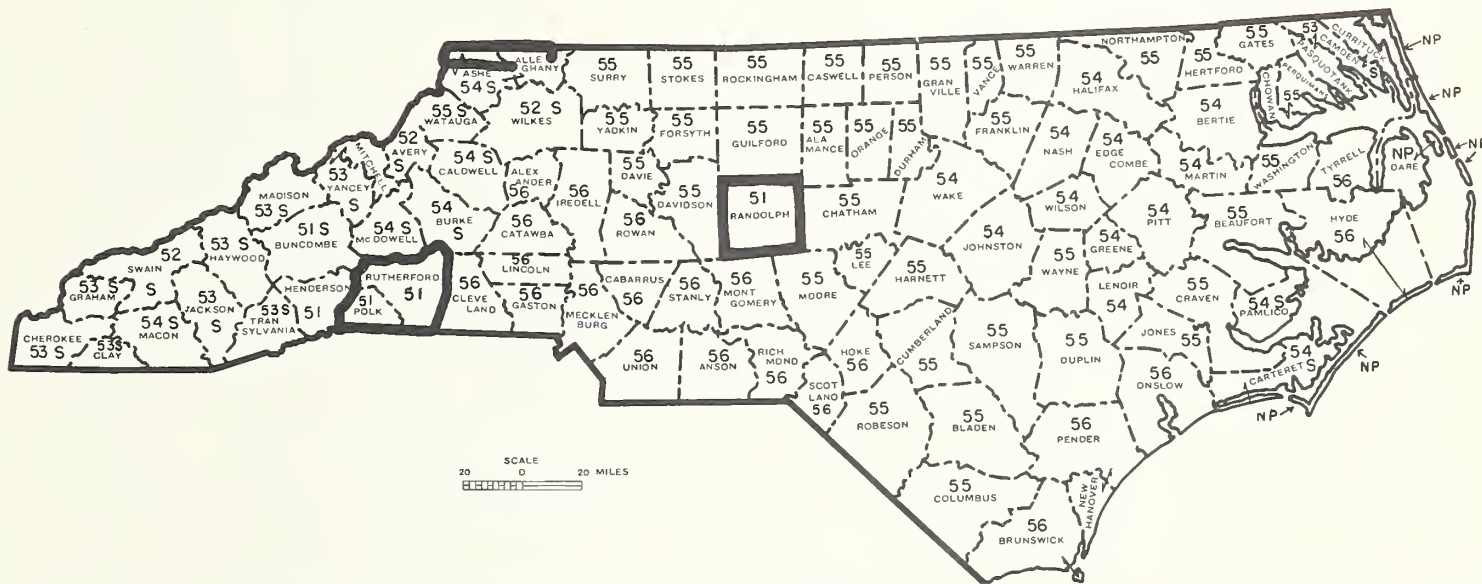 ALLE
GHANY
ASHE
54 S
55 S
WATAUGA
52 S
WILKES
55
SURRY
55
STOKES
55
ROCKINGHAM
55
CASWELL
55
PERSON
55
GRAN
VILLE
55
VANCE
55
WARREN
NORTHAMPTON
55
54
HALIFAX
55
HERTFORD
55
GATES
53
CURRITUCK
CAMDEN
S
PASQUOTANK
PERQUIMANS
55
CHOWAN
NP
NP
NP
NP
NP
DARE
52
AVERY
S
MITCHELL
53
YANCEY
S
MADISON
53 S
54 S
CALDWELL
ALEX
ANDER
56
56
IREDELL
55
YADKIN
55
FORSYTH
55
DAVIE
55
DAVIDSON
55
GUILFORD
55
ALA
MANCE
55
ORANGE
55
DURHAM
55
FRANKLIN
54
NASH
54
EDGE
COMBE
54
BERTIE
54
MARTIN
55
WASHINGTON
TYRRELL
56
51 S
BUNCOMBE
54 S
MCDOWELL
54
BURKE
S
56
CATAWBA
56
ROWAN
51
RANDOLPH
55
CHATHAM
54
WAKE
54
WILSON
54
PITT
55
BEAUFORT
HYDE
56
52
SWAIN
S
53 S
HAYWOOD
53 S
GRAHAM
53
JACKSON
S
HENDERSON
51
53S
TRAN
SYLVANIA
RUTHERFORD
51
51
POLK
56
CLEVE
LAND
56
LINCOLN
56
GASTON
56
MECKLEN
BURG
CABARRUS
56
56
STANLY
56
MONT
GOMERY
55
MOORE
55
LEE
55
HARNETT
54
JOHNSTON
55
WAYNE
54
GREENE
LENOIR
54
55
CRAVEN
54 S
PAMLICO
NP
CHEROKEE
53 S
53S
CLAY
54 S
MACON
56
UNION
56
ANSON
RICH
MOND
56
HOKE
56
SCOT
LAND
56
CUMBERLAND
55
55
SAMPSON
55
DUPLIN
JONES
55
56
ONSLOW
54
CARTERET S
NP
NP
55
ROBESON
55
BLADEN
56
PENDER
55
COLUMBUS
NEW
HANOVER
56
BRUNSWICK
SCALE
20 0 20 MILES